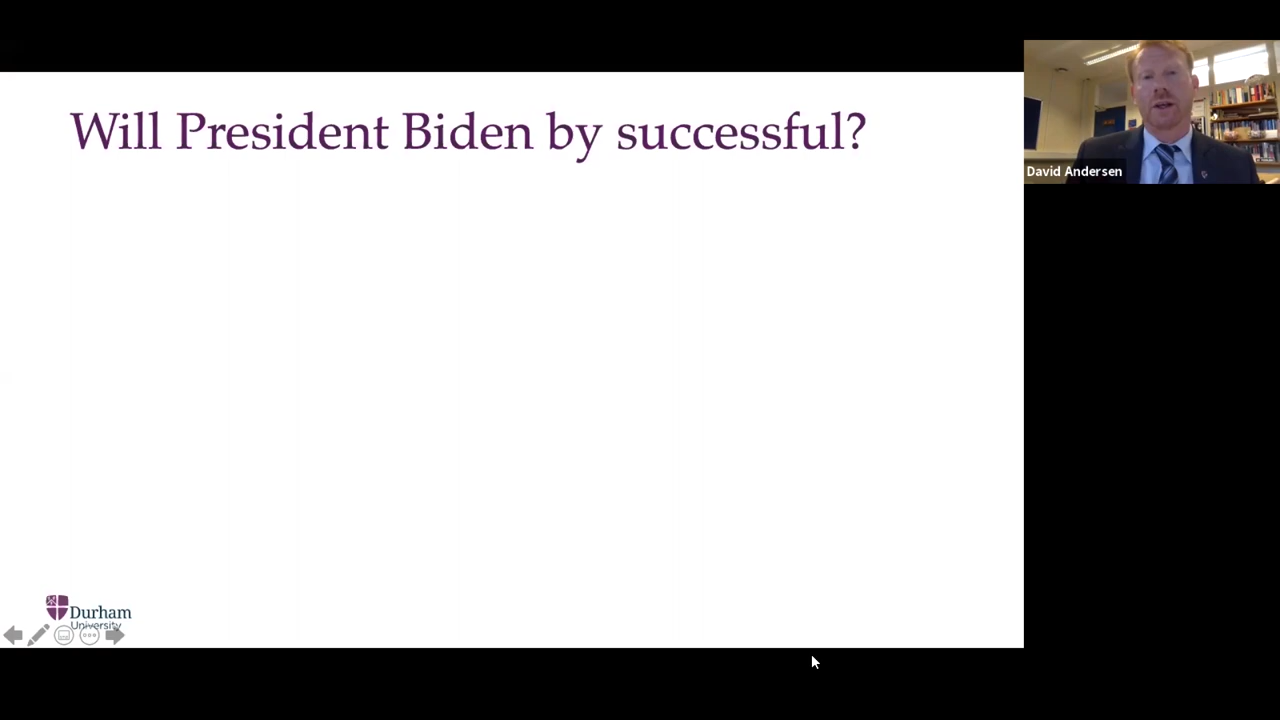 Will President Biden by successful?
David Andersen
Durham
University